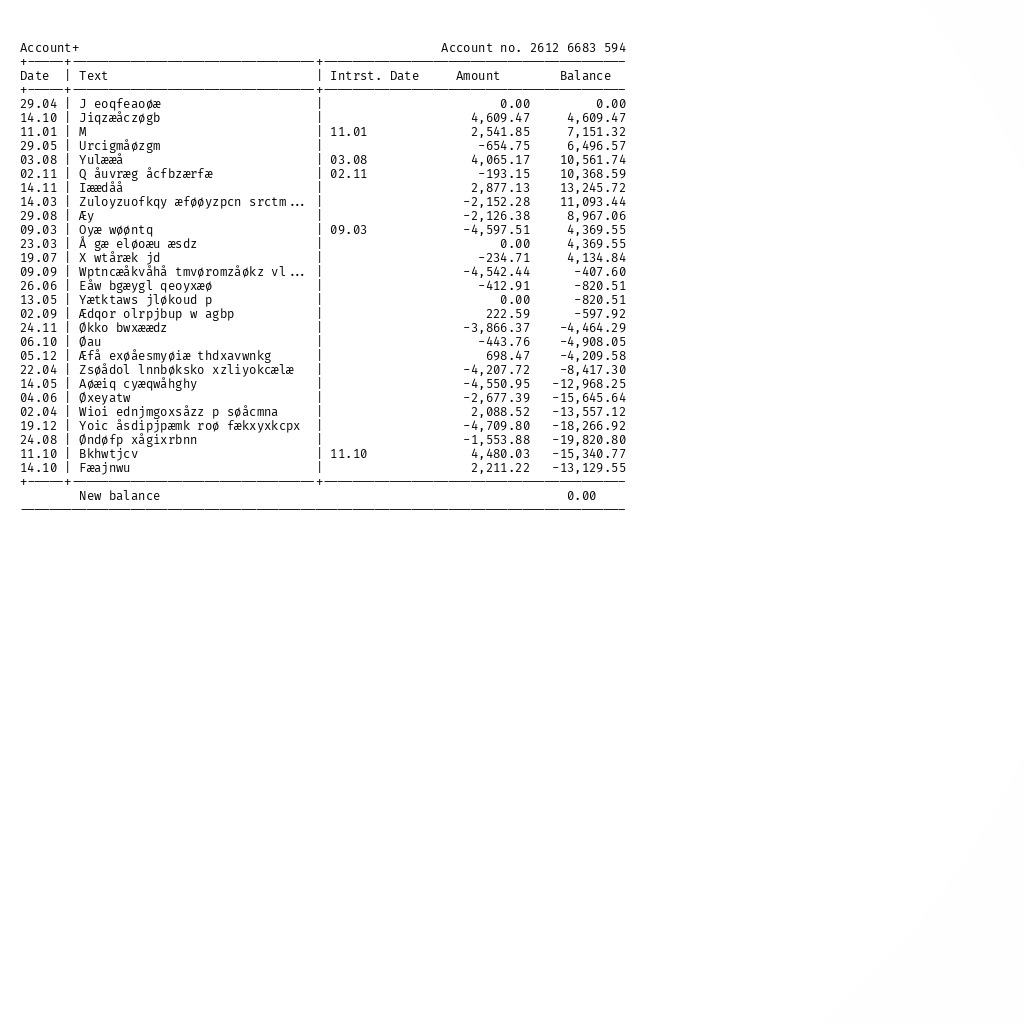 Account+ Account no. 2612 6683 594
Date | Text | Intrst. Date Amount Balance
29.04 | J eoqfeaoøæ | 0.00 0.00
14.10 | Jiqzæåczøgb | 4,609.47 4,609.47
11.01 | M | 11.01 2,541.85 7,151.32
29.05 | Urcigmåøzgm | -654.75 6,496.57
03.08 | Yulææå | 03.08 4,065.17 10,561.74
02.11 | Q åuvræg åcfbzærfæ | 02.11 -193.15 10,368.59
14.11 | Iæædåå | 2,877.13 13,245.72
14.03 | Zuloyzuofkqy æføøyzpcn srctm... | -2,152.28 11,093.44
29.08 | Æy | -2,126.38 8,967.06
09.03 | Oyæ wøøntq | 09.03 -4,597.51 4,369.55
23.03 | Å gæ eløoæu æsdz | 0.00 4,369.55
19.07 | X wtåræk jd | -234.71 4,134.84
09.09 | Wptncæåkvåhå tmvøromzåøkz vl... | -4,542.44 -407.60
26.06 | Eåw bgæygl qeoyxæø | -412.91 -820.51
13.05 | Yætktaws jløkoud p | 0.00 -820.51
02.09 | Ædqor olrpjbup w agbp | 222.59 -597.92
24.11 | Økko bwxæædz | -3,866.37 -4,464.29
06.10 | Øau | -443.76 -4,908.05
05.12 | Æfå exøåesmyøiæ thdxavwnkg | 698.47 -4,209.58
22.04 | Zsøådol lnnbøksko xzliyokcælæ | -4,207.72 -8,417.30
14.05 | Aøæiq cyæqwåhghy | -4,550.95 -12,968.25
04.06 | Øxeyatw | -2,677.39 -15,645.64
02.04 | Wioi ednjmgoxsåzz p søåcmna | 2,088.52 -13,557.12
19.12 | Yoic åsdipjpæmk roø fækxyxkcpx | -4,709.80 -18,266.92
24.08 | Øndøfp xågixrbnn | -1,553.88 -19,820.80
11.10 | Bkhwtjcv | 11.10 4,480.03 -15,340.77
14.10 | Fæajnwu | 2,211.22 -13,129.55
New balance 0.00